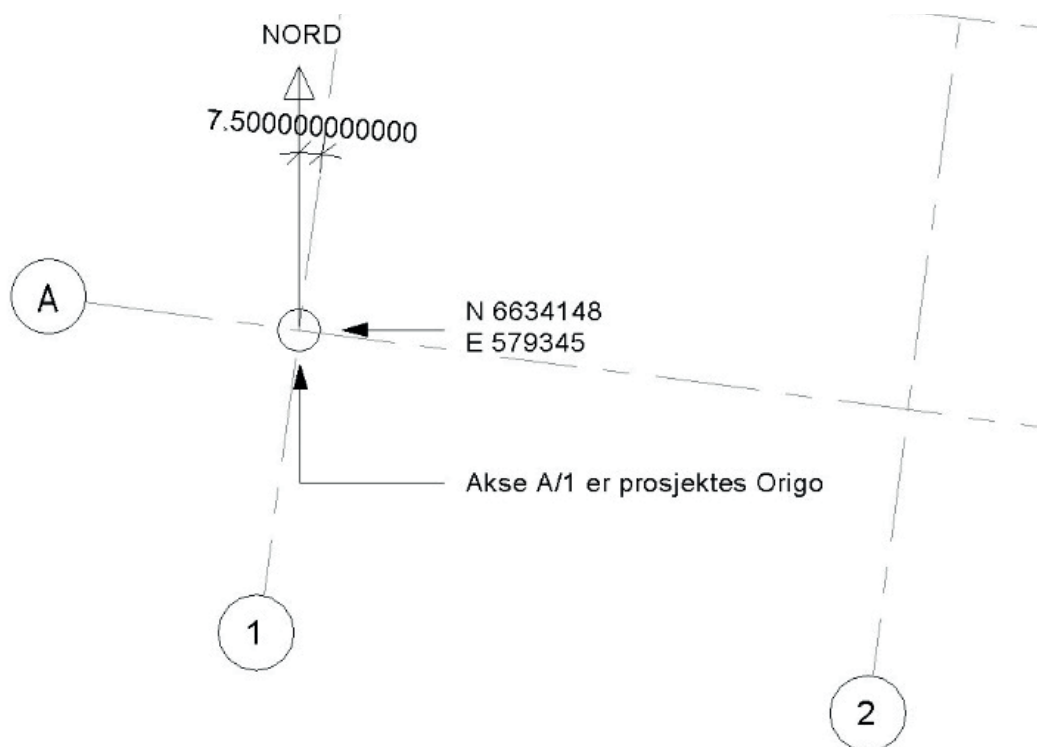 NORD
7.500000000000
A
N 6634148
E 579345
Akse A/1 er prosjektes Origo
1
2